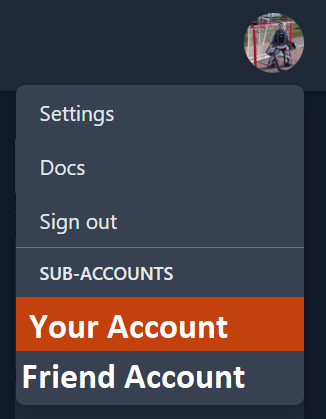 Settings
Docs
Sign out
SUB-ACCOUNTS
Your Account
Friend Account